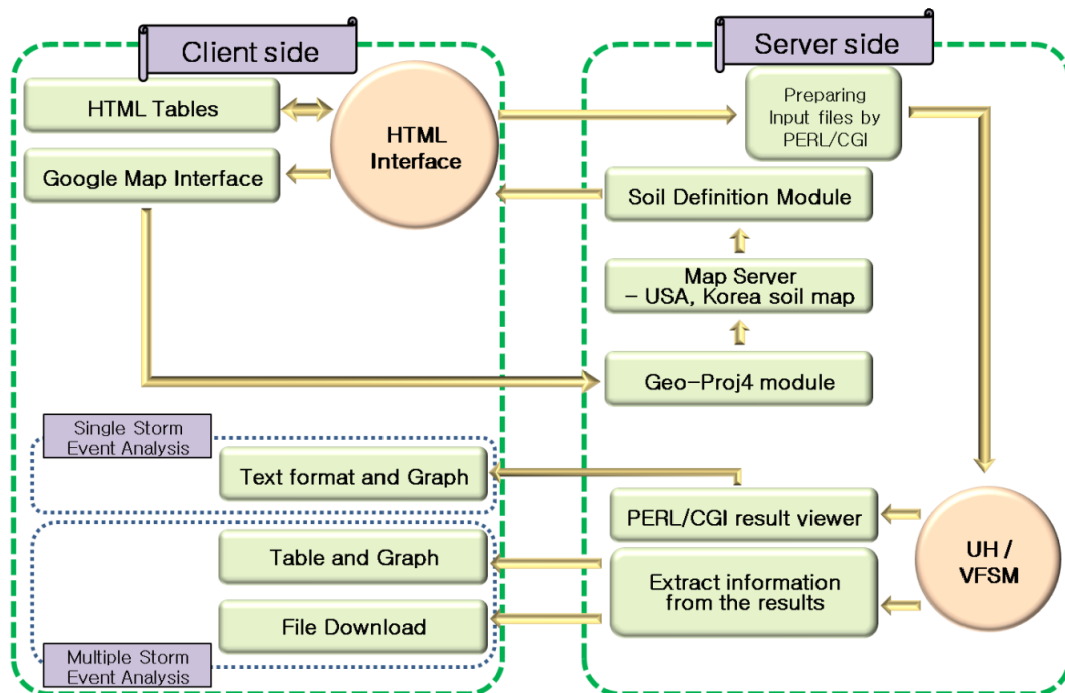 Client side
Server side
HTML Tables
HTML
Interface
Google Map Interface
Preparing
Input files by
PERL/CGI
Soil Definition Module
Map Server
– USA, Korea soil map
Geo-Proj4 module
Single Storm
Event Analysis
Text format and Graph
PERL/CGI result viewer
UH /
VFSM
Table and Graph
Extract information
from the results
File Download
Multiple Storm
Event Analysis